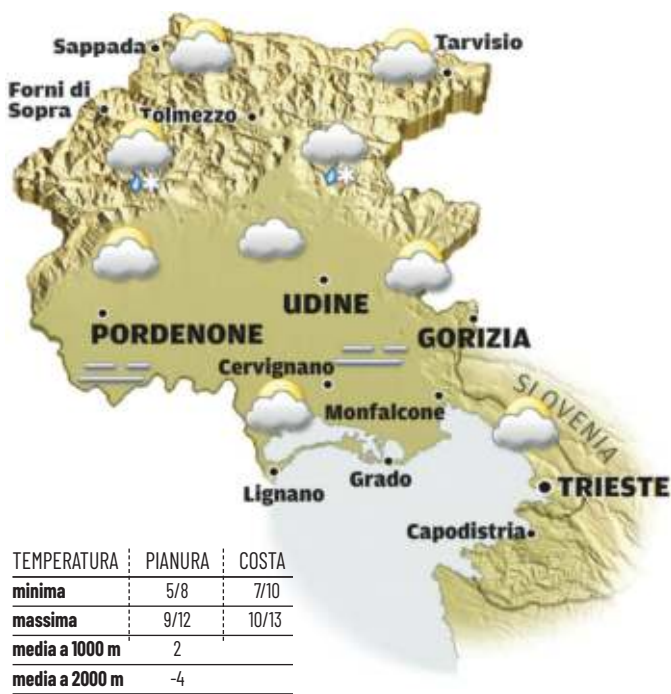 Sappada
Tarvisio
Forni di
Sopra
Tolmezzo
UDINE
PORDENONE
GORIZIA
Cervignano
SLOVENIA
Monfalcone
Grado
Lignano
TRIESTE
Capodistria
TEMPERATURA PIANURA COSTA
minima 5/8 7/10
massima 9/12 10/13
media a 1000 m 2
media a 2000 m -4